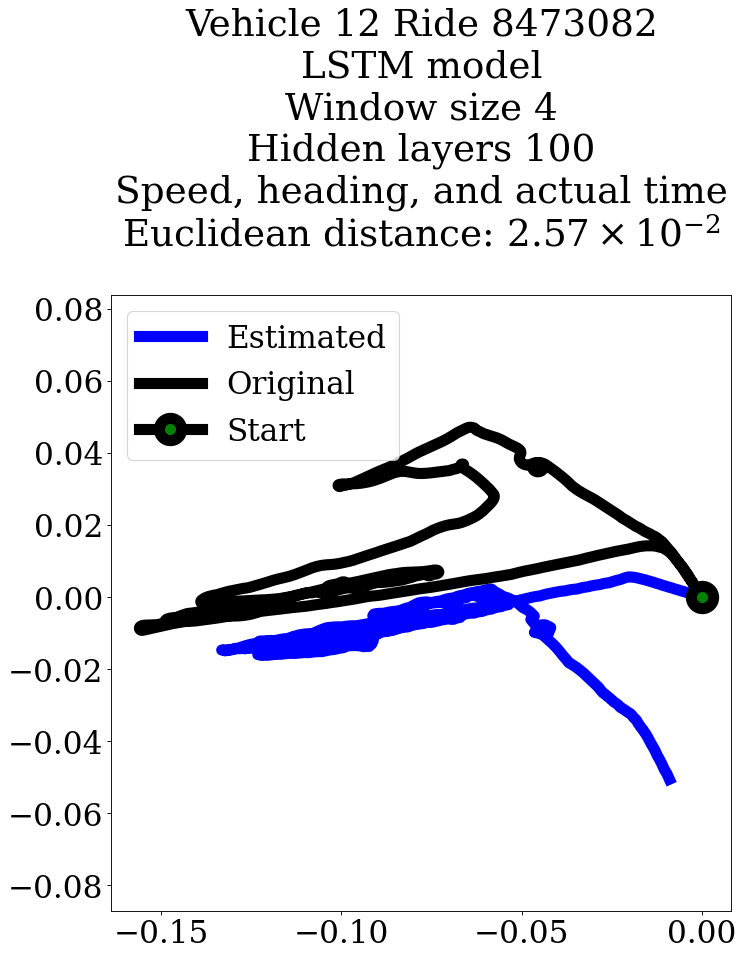 Vehicle 12 Ride 8473082
LSTM model
Window size 4
Hidden layers 100
Speed, heading, and actual time
Euclidean distance: 2.57 × 10⁻²
Estimated
Original
Start
0.08
0.06
0.04
0.02
0.00
−0.02
−0.04
−0.06
−0.08
−0.15 −0.10 −0.05 0.00